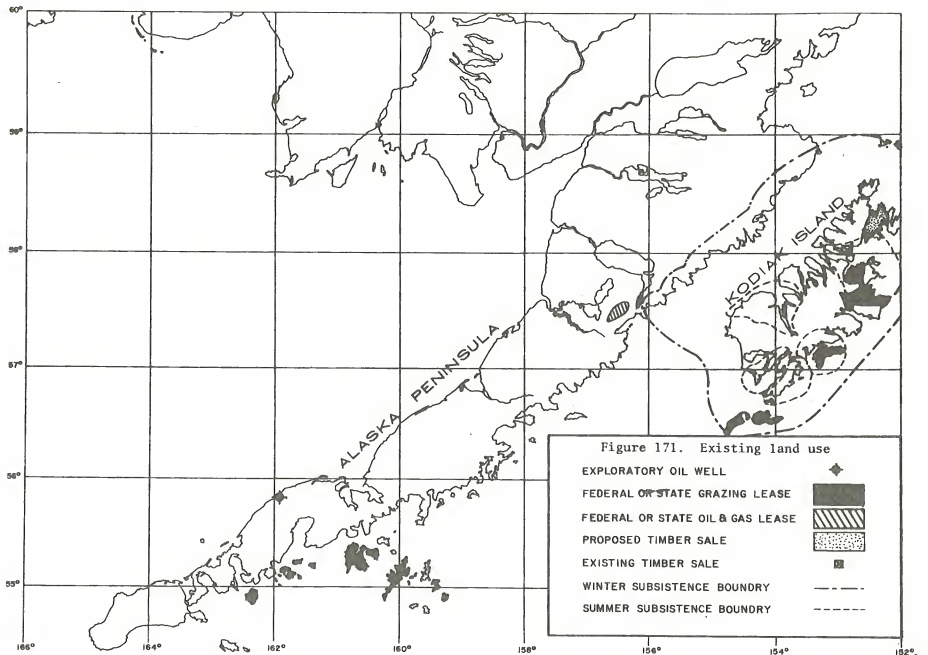 60°
59°
58°
57°
56°
55°
KODIAK ISLAND
ALASKA PENINSULA
Figure 171. Existing land use
EXPLORATORY OIL WELL
FEDERAL OR STATE GRAZING LEASE
FEDERAL OR STATE OIL & GAS LEASE
PROPOSED TIMBER SALE
EXISTING TIMBER SALE
WINTER SUBSISTENCE BOUNDRY
SUMMER SUBSISTENCE BOUNDRY
166° 164° 162° 160° 158° 156° 154° 152°